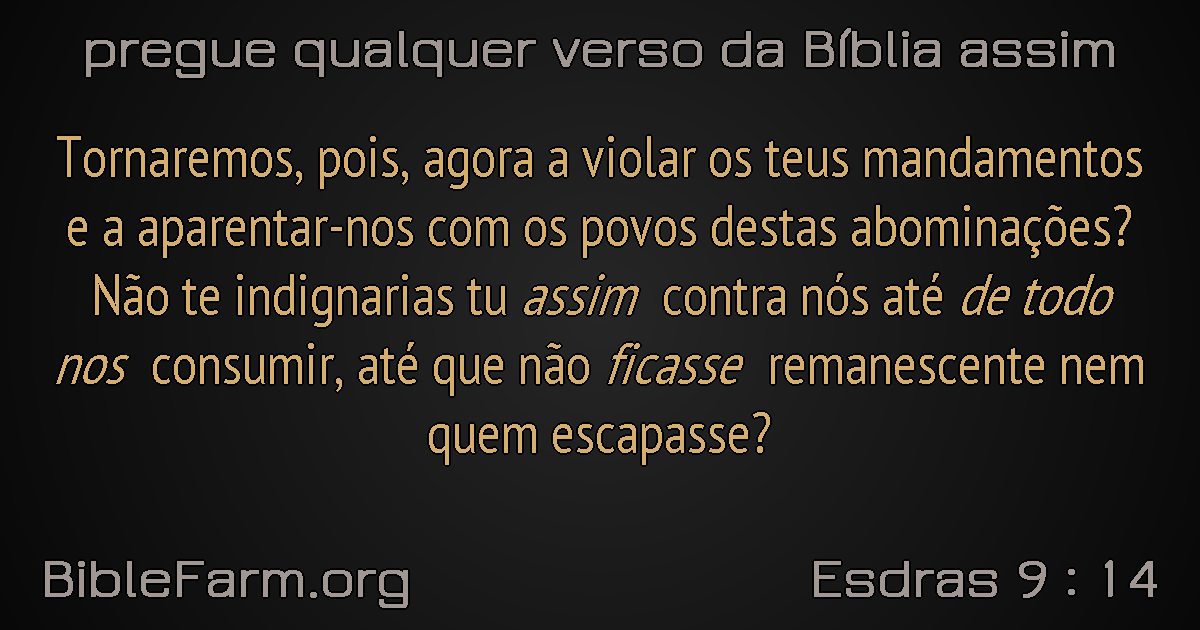 pregue qualquer verso da Bíblia assim
Tornaremos, pois, agora a violar os teus mandamentos
e a aparentar-nos com os povos destas abominações?
Não te indignarias tu assim contra nós até de todo
nos consumir, até que não ficasse remanescente nem
quem escapasse?
BibleFarm.org
Esdras 9 : 14